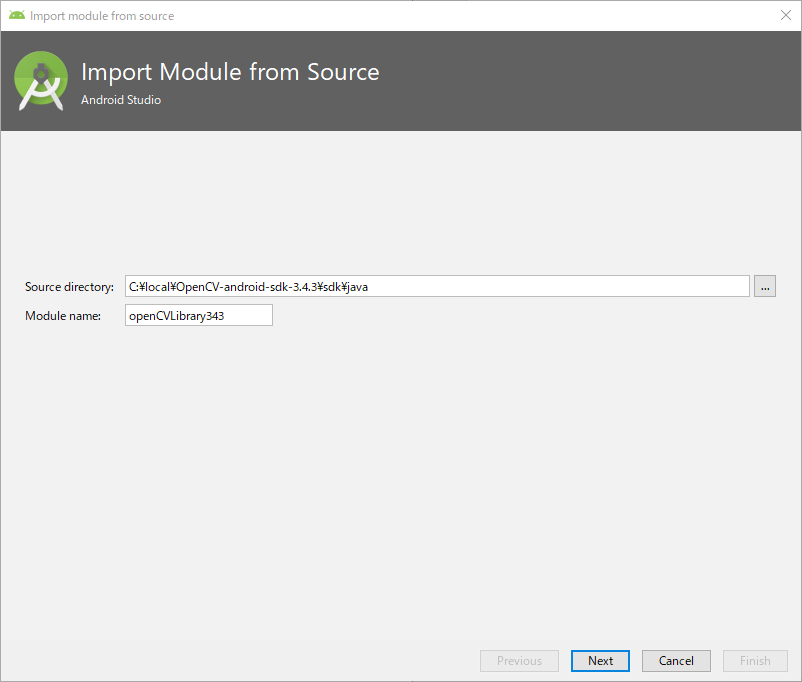 Import module from source
Import Module from Source
Android Studio
Source directory: C:¥local¥OpenCV-android-sdk-3.4.3¥sdk¥java ...
Module name: openCVLibrary343
Previous Next Cancel Finish